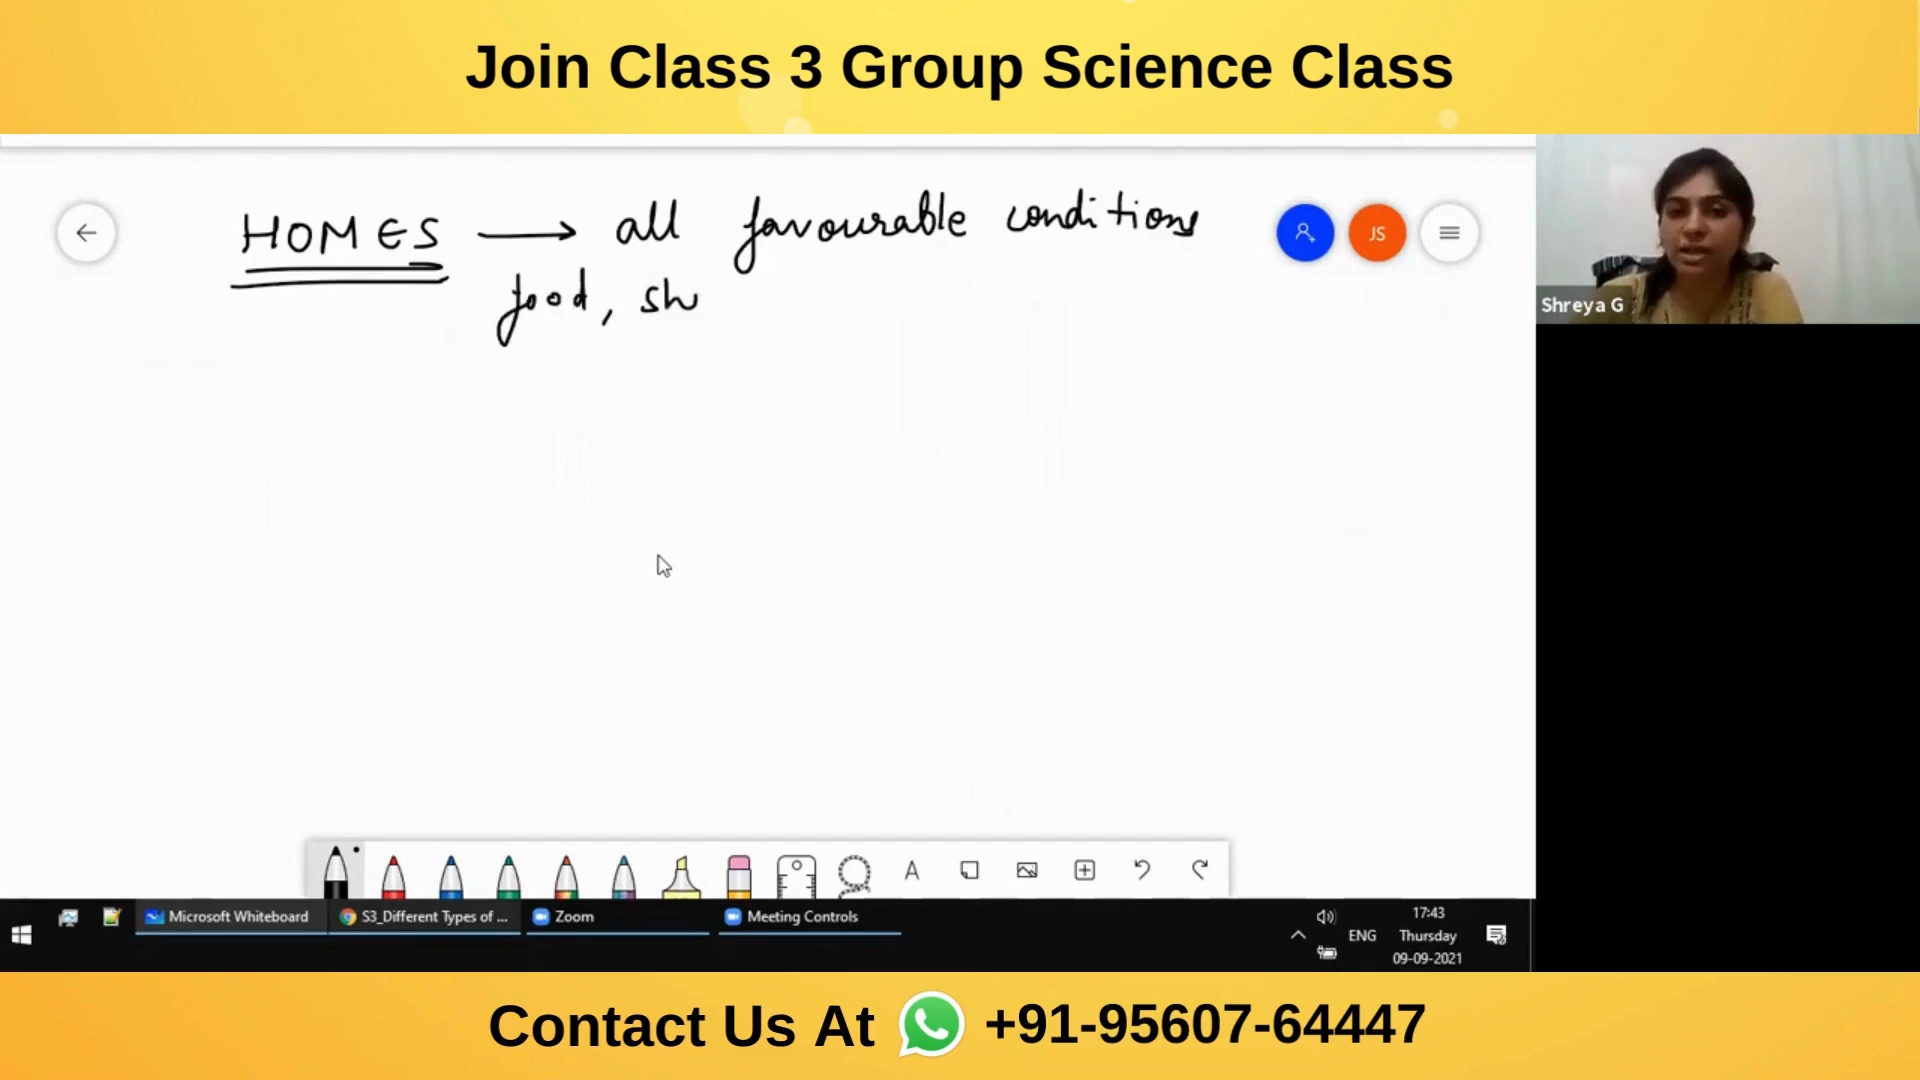 Join Class 3 Group Science Class
HOMES → all favourable conditions
food, sh
JS
Shreya G
A
Microsoft Whiteboard
S3_Different Types of ...
Zoom
Meeting Controls
ENG
17:43
Thursday
09-09-2021
Contact Us At +91-95607-64447